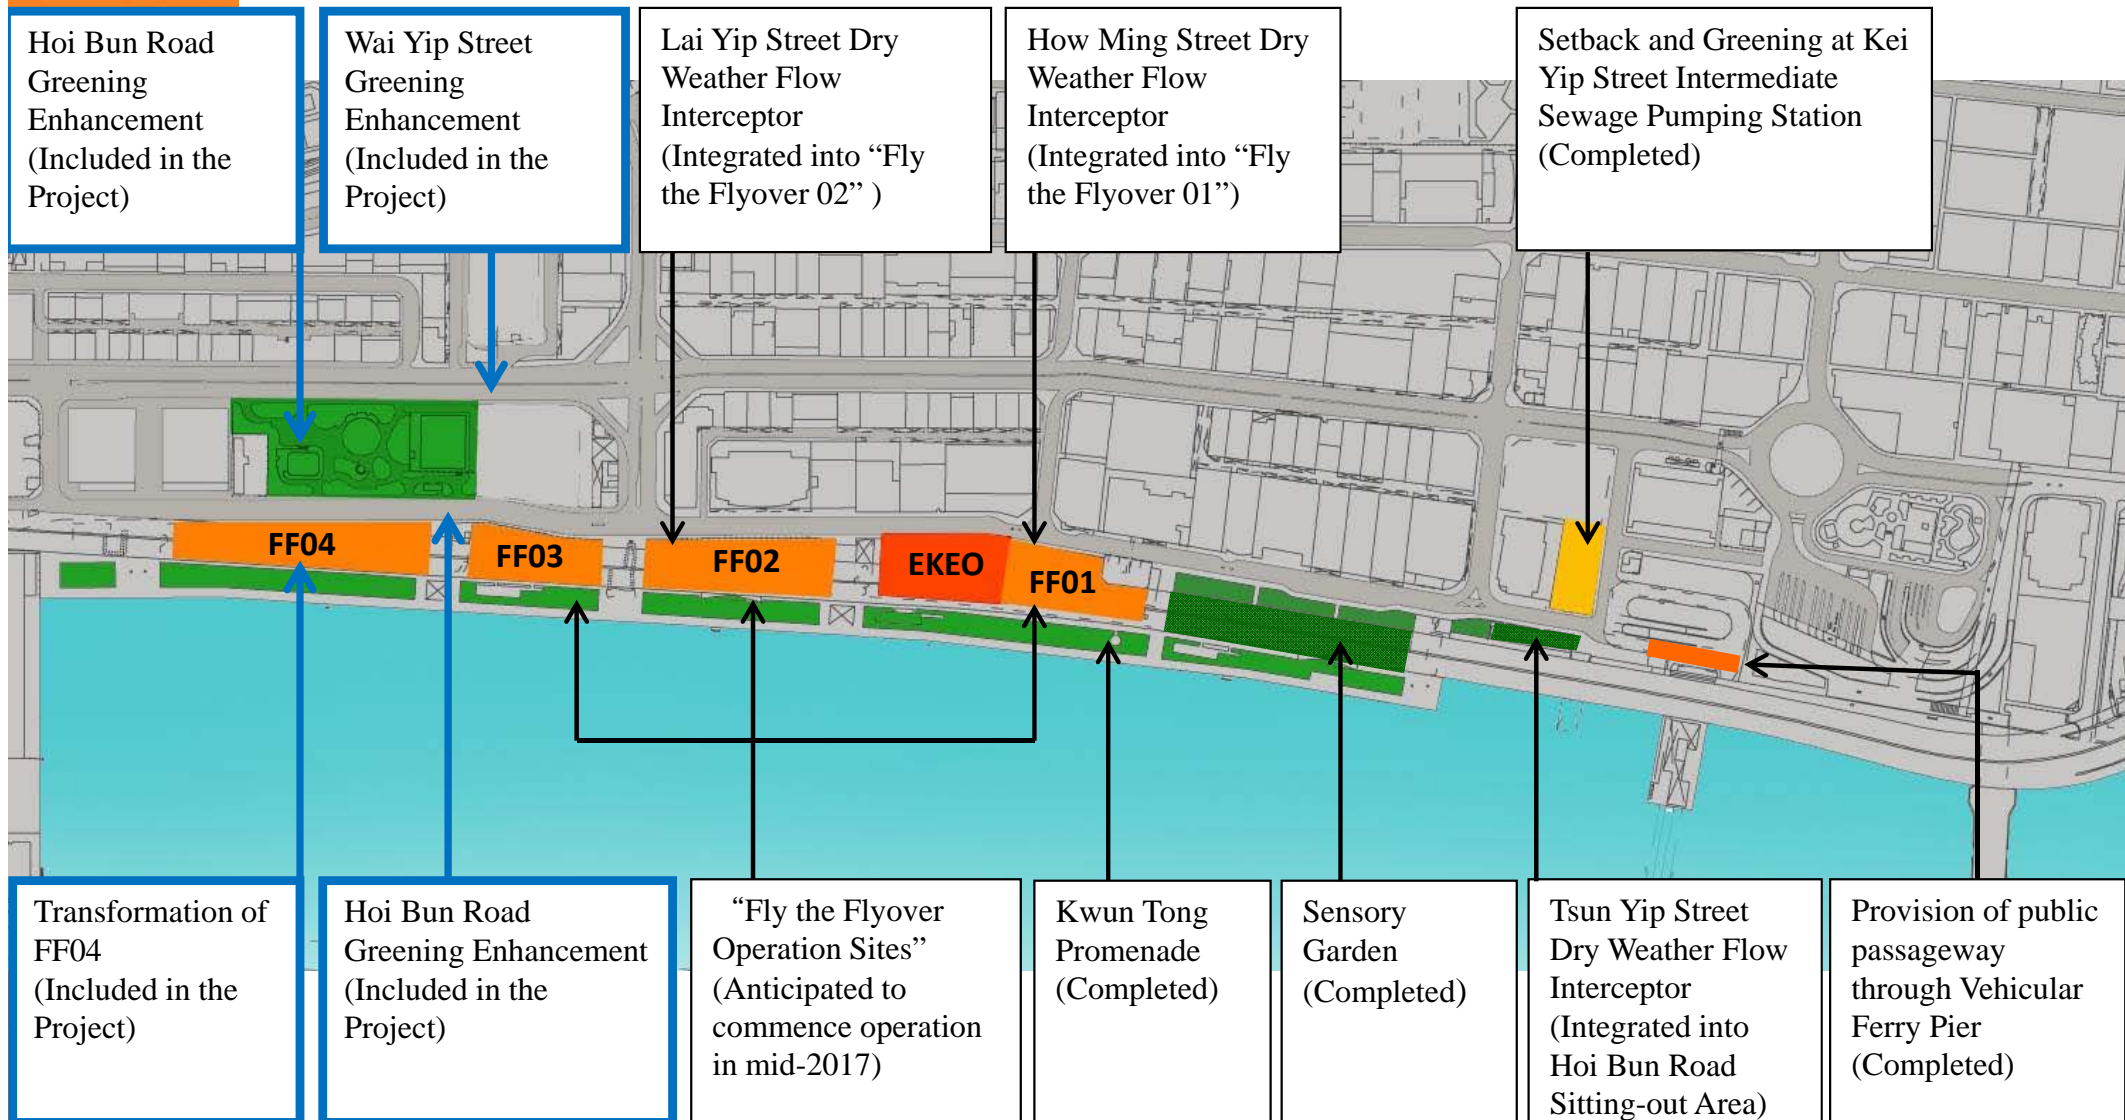 Hoi Bun Road
Greening
Enhancement
(Included in the
Project)
Wai Yip Street
Greening
Enhancement
(Included in the
Project)
Lai Yip Street Dry
Weather Flow
Interceptor
(Integrated into “Fly
the Flyover 02” )
How Ming Street Dry
Weather Flow
Interceptor
(Integrated into “Fly
the Flyover 01”)
Setback and Greening at Kei
Yip Street Intermediate
Sewage Pumping Station
(Completed)
FF04
FF03
FF02
EKEO
FF01
Transformation of
FF04
(Included in the
Project)
Hoi Bun Road
Greening Enhancement
(Included in the
Project)
“Fly the Flyover
Operation Sites”
(Anticipated to
commence operation
in mid-2017)
Kwun Tong
Promenade
(Completed)
Sensory
Garden
(Completed)
Tsun Yip Street
Dry Weather Flow
Interceptor
(Integrated into
Hoi Bun Road
Sitting-out Area)
Provision of public
passageway
through Vehicular
Ferry Pier
(Completed)